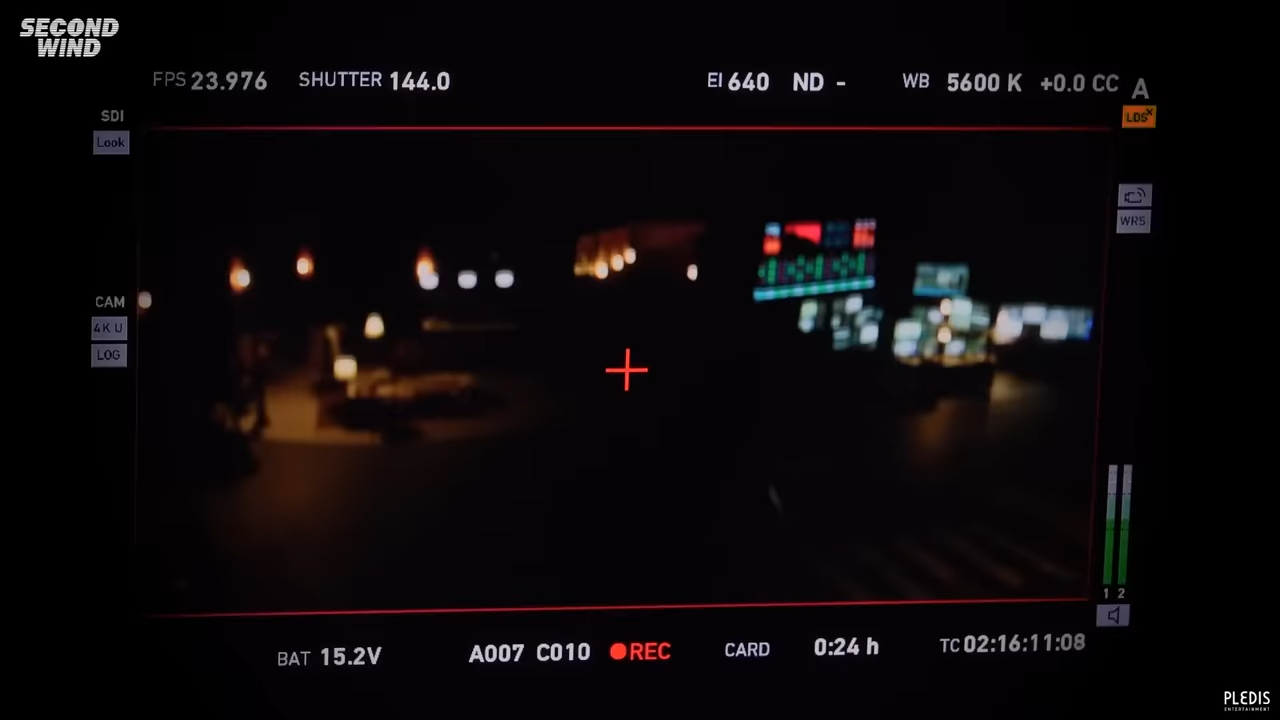 SECOND
WIND
FPS 23.976 SHUTTER 144.0 EI 640 ND - WB 5600 K +0.0 CC A
SDI
Look
LDS
WRS
CAM
4K U
LOG
1 2
BAT 15.2V A007 C010 REC CARD 0:24 h TC 02:16:11:08
PLEDIS
ENTERTAINMENT